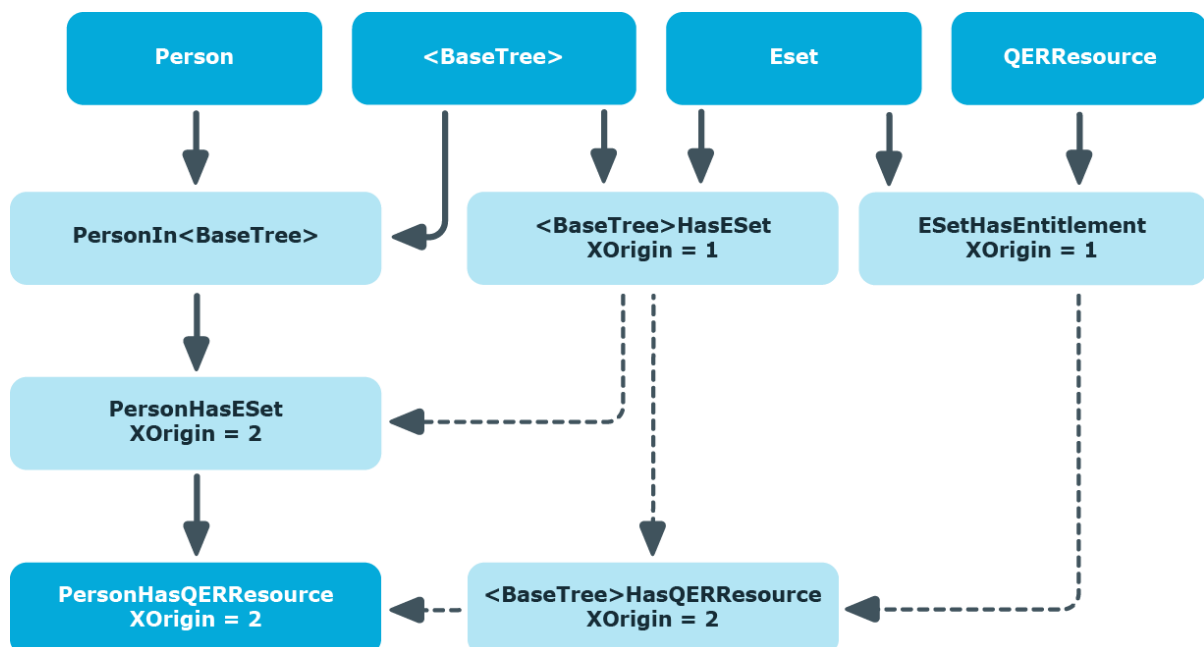 Person
<BaseTree>
Eset
QERResource
PersonIn<BaseTree>
<BaseTree>HasESet
XOrigin = 1
ESetHasEntitlement
XOrigin = 1
PersonHasESet
XOrigin = 2
PersonHasQERResource
XOrigin = 2
<BaseTree>HasQERResource
XOrigin = 2